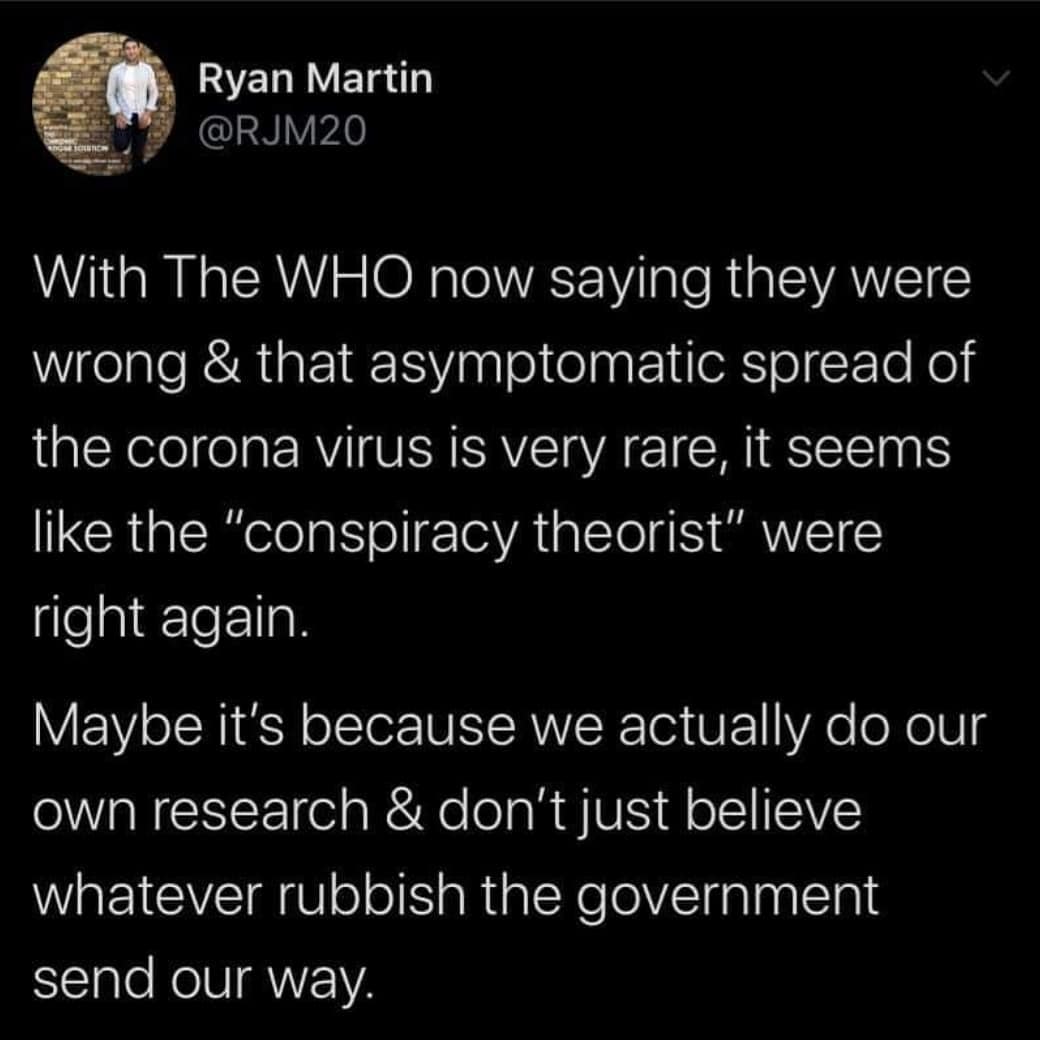 Ryan Martin
@RJM20
With The WHO now saying they were
wrong & that asymptomatic spread of
the corona virus is very rare, it seems
like the “conspiracy theorist” were
right again.
Maybe it’s because we actually do our
own research & don’t just believe
whatever rubbish the government
send our way.